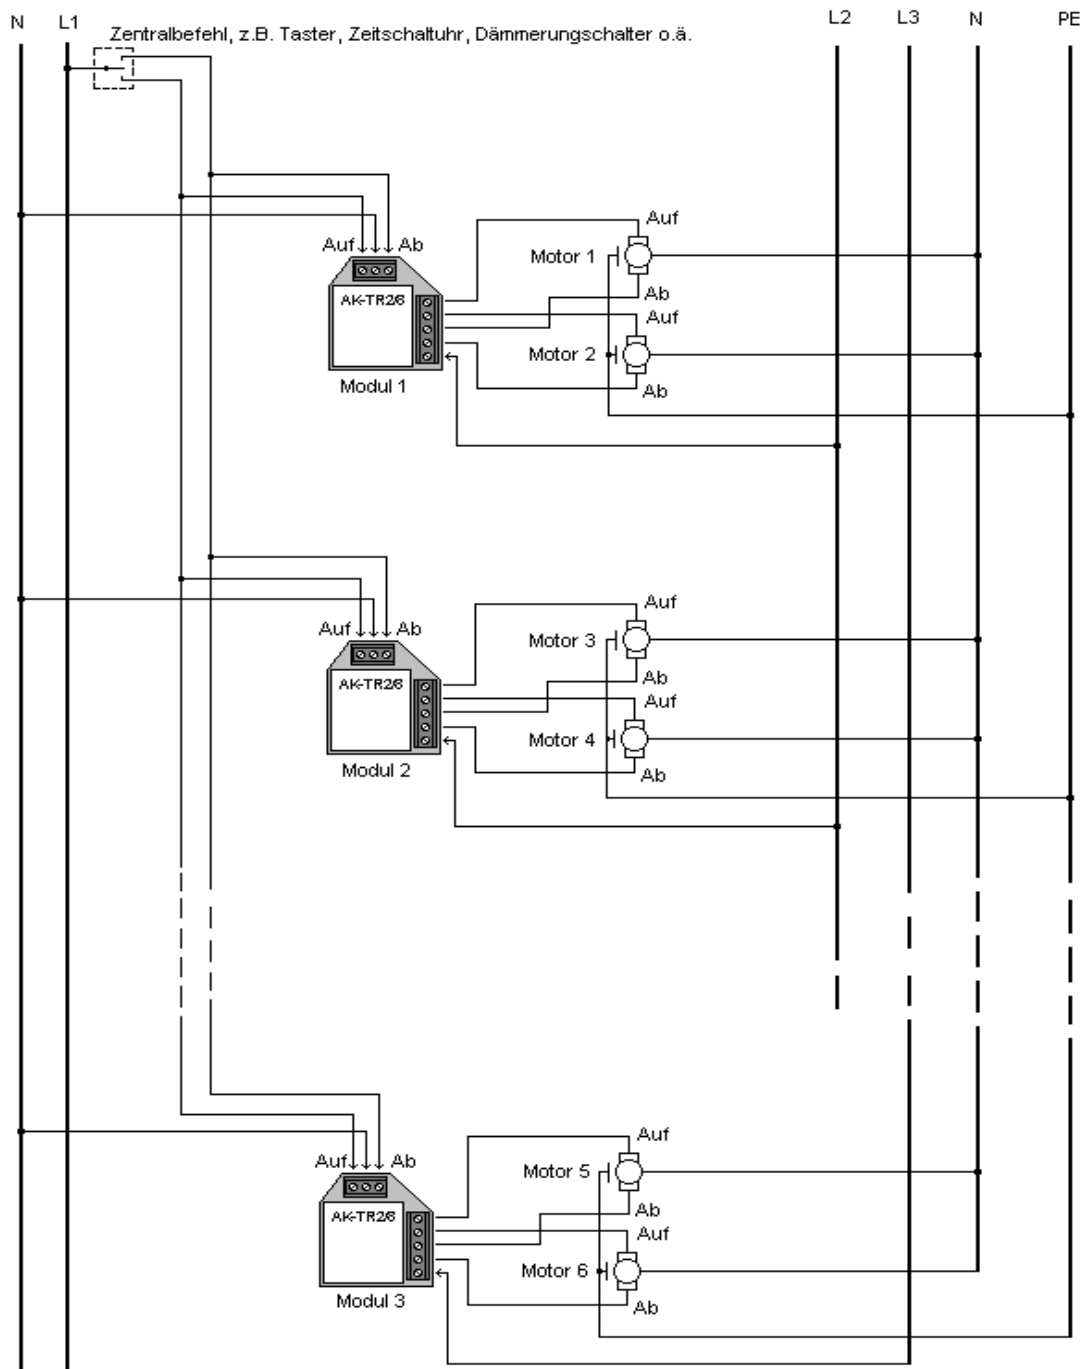 N L1 L2 L3 N PE
Zentralbefehl, z.B. Taster, Zeitschaltuhr, Dämmerungschalter o.ä.
Auf
Auf Ab
Motor 1
AK-TR2/6
Ab
Auf
Motor 2
Modul 1
Ab
Auf
Auf Ab
Motor 3
AK-TR2/6
Ab
Auf
Motor 4
Modul 2
Ab
Auf
Auf Ab
Motor 5
AK-TR2/6
Ab
Auf
Motor 6
Modul 3
Ab